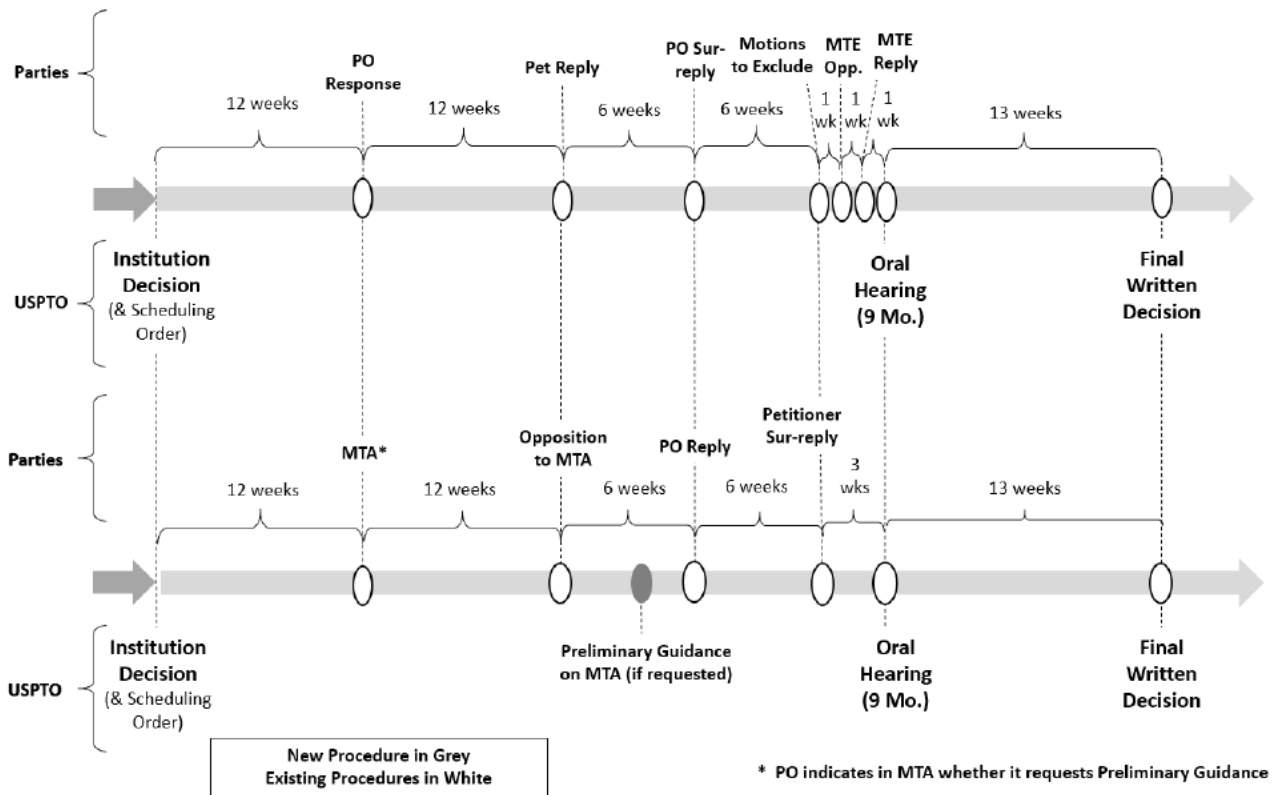 Parties
PO
Response
Pet Reply
PO Sur-
reply
Motions
to Exclude
MTE
Opp.
MTE
Reply
12 weeks
12 weeks
6 weeks
6 weeks
1
wk
1
wk
1
wk
13 weeks
USPTO
Institution
Decision
(& Scheduling
Order)
Oral
Hearing
(9 Mo.)
Final
Written
Decision
Parties
MTA*
Opposition
to MTA
PO Reply
Petitioner
Sur-reply
12 weeks
12 weeks
6 weeks
6 weeks
3
wks
13 weeks
USPTO
Institution
Decision
(& Scheduling
Order)
Preliminary Guidance
on MTA (if requested)
Oral
Hearing
(9 Mo.)
Final
Written
Decision
New Procedure in Grey
Existing Procedures in White
* PO indicates in MTA whether it requests Preliminary Guidance